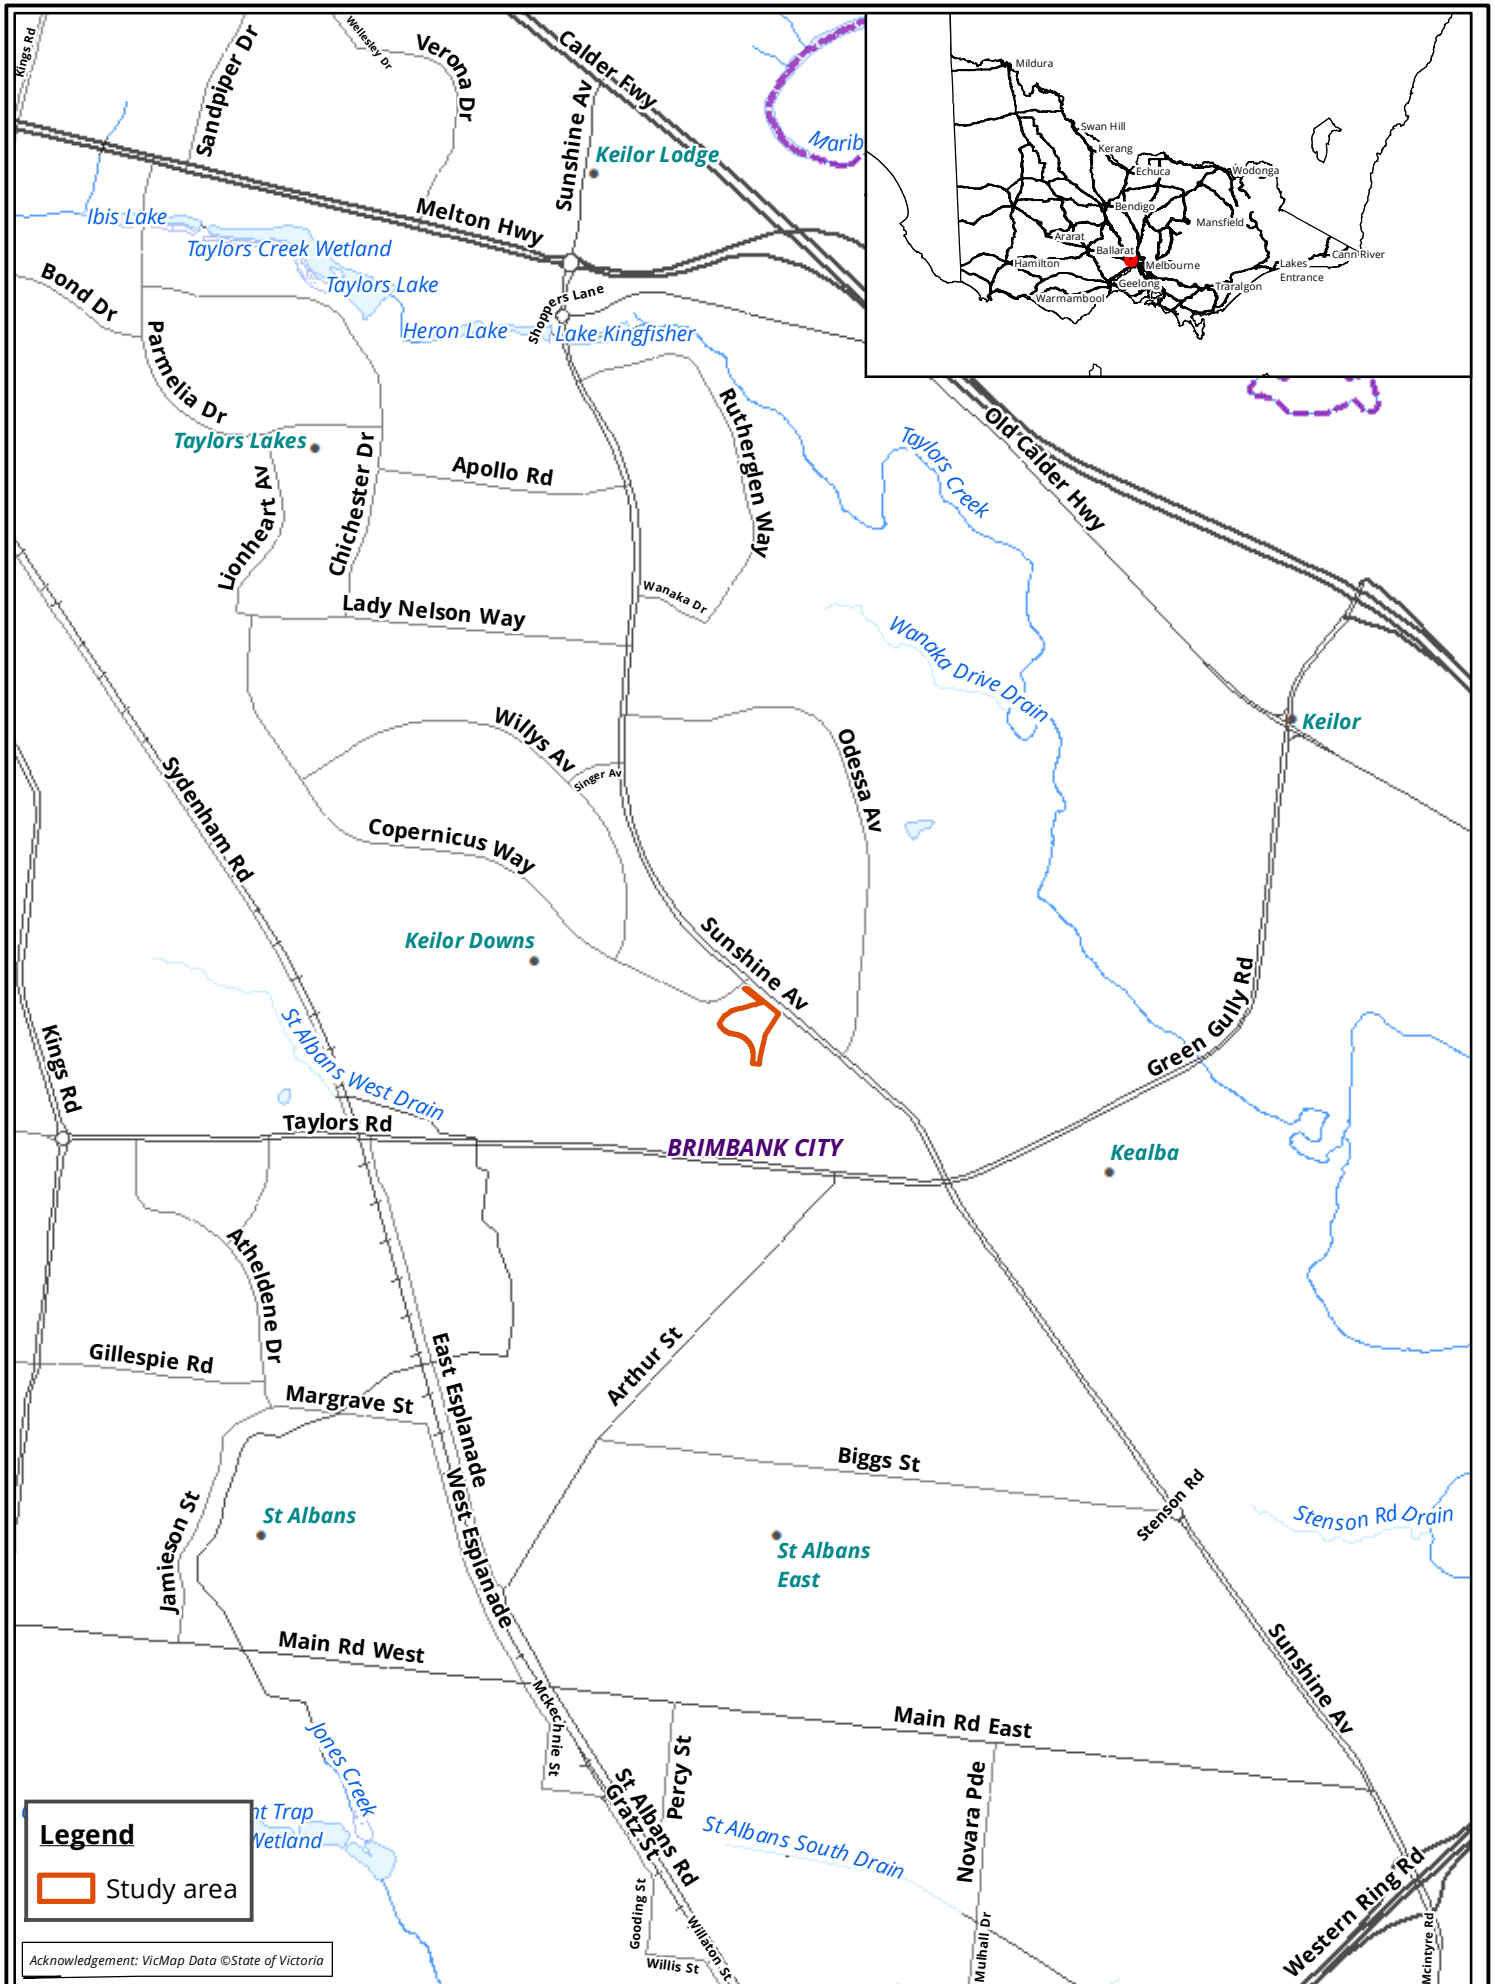 Kings Rd
Sandpiper Dr
Wellesley Dr
Verona Dr
Calder Fwy
Sunshine Av
Keilor Lodge
Marib
Mildura
Swan Hill
Kerang
Echuca
Wodonga
Bendigo
Mansfield
Ararat
Ballarat
Cann River
Hamilton
Melbourne
Lakes
Entrance
Geelong
Traralgon
Warrnambool
Ibis Lake
Melton Hwy
Taylors Creek Wetland
Bond Dr
Taylors Lake
Shoppers Lane
Heron Lake
Lake Kingfisher
Parmelia Dr
Rutherglen Way
Old Calder Hwy
Taylors Lakes
Taylors Creek
Lionheart Av
Chichester Dr
Apollo Rd
Wanaka Dr
Lady Nelson Way
Wanaka Drive Drain
Keilor
Willys Av
Singer Av
Odessa Av
Sydenham Rd
Copernicus Way
Keilor Downs
Sunshine Av
Green Gully Rd
St Albans West Drain
Kings Rd
Taylors Rd
BRIMBANK CITY
Kealba
Atheldene Dr
Gillespie Rd
Arthur St
East Esplanade
Margrave St
Biggs St
West Esplanade
Stenson Rd
Jamieson St
St Albans
Stenson Rd Drain
St Albans
East
Main Rd West
Sunshine Av
Mckechnie St
Main Rd East
Jones Creek
Percy St
Novara Pde
St Albans Rd
Gratz St
nt Trap
Wetland
St Albans South Drain
Legend
Study area
Gooding St
Willaton St
Willis St
Mulhall Dr
Western Ring Rd
Mcintyre Rd
Acknowledgement: VicMap Data ©State of Victoria